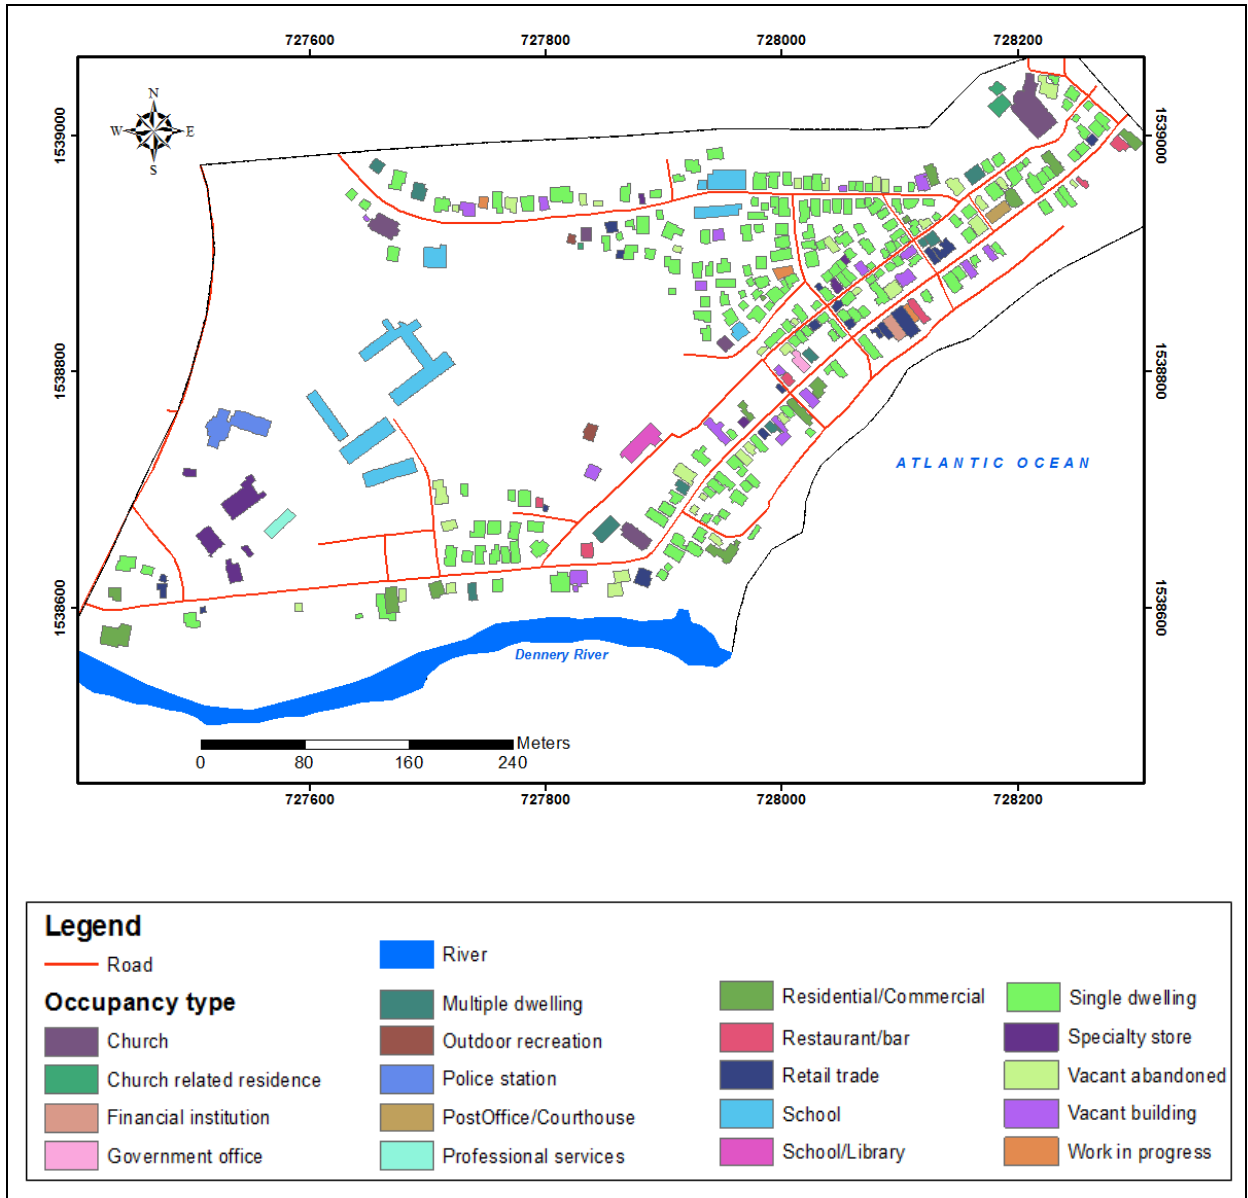 727600 727800 728000 728200
N
W E
S
1539000 1539000
1538800 1538800
ATLANTIC OCEAN
1538600 1538600
Dennery River
Meters
0 80 160 240
727600 727800 728000 728200
Legend
Road
River
Occupancy type
Church
Church related residence
Financial institution
Government office
Multiple dwelling
Outdoor recreation
Police station
PostOffice/Courthouse
Professional services
Residential/Commercial
Restaurant/bar
Retail trade
School
School/Library
Single dwelling
Specialty store
Vacant abandoned
Vacant building
Work in progress